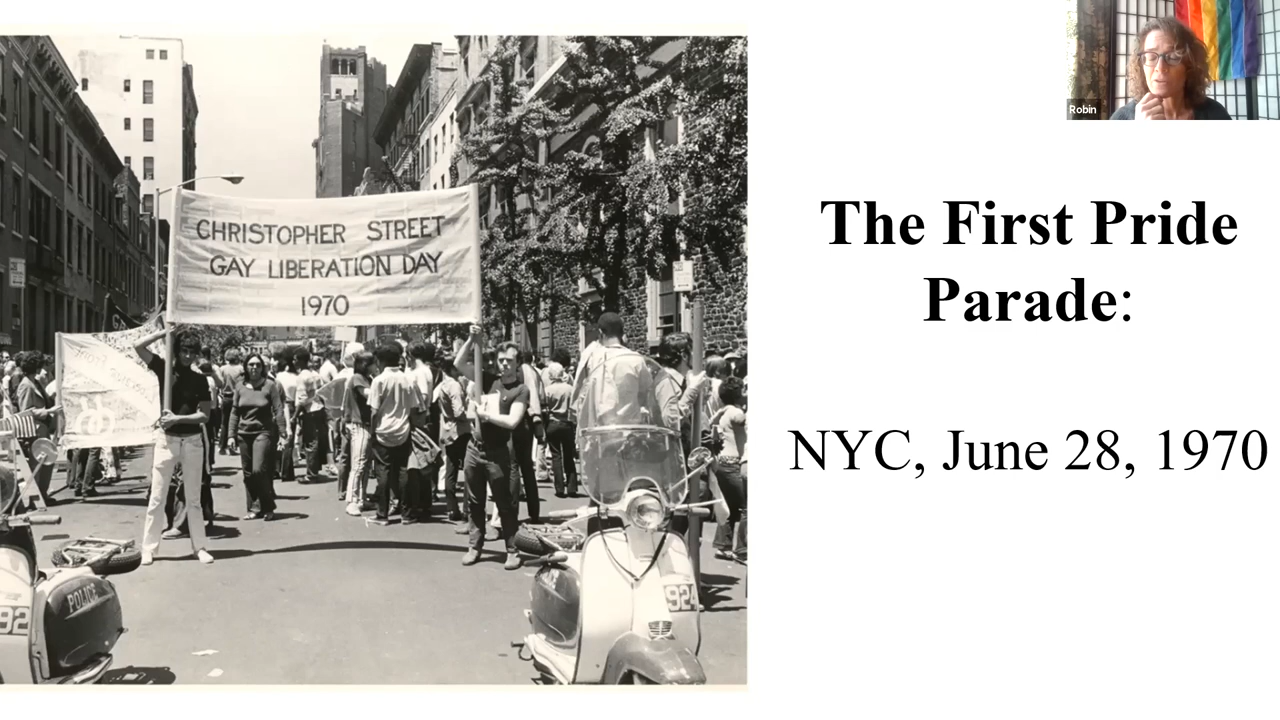 CHRISTOPHER STREET
GAY LIBERATION DAY
1970
POLICE
92
924
Robin
The First Pride
Parade:
NYC, June 28, 1970